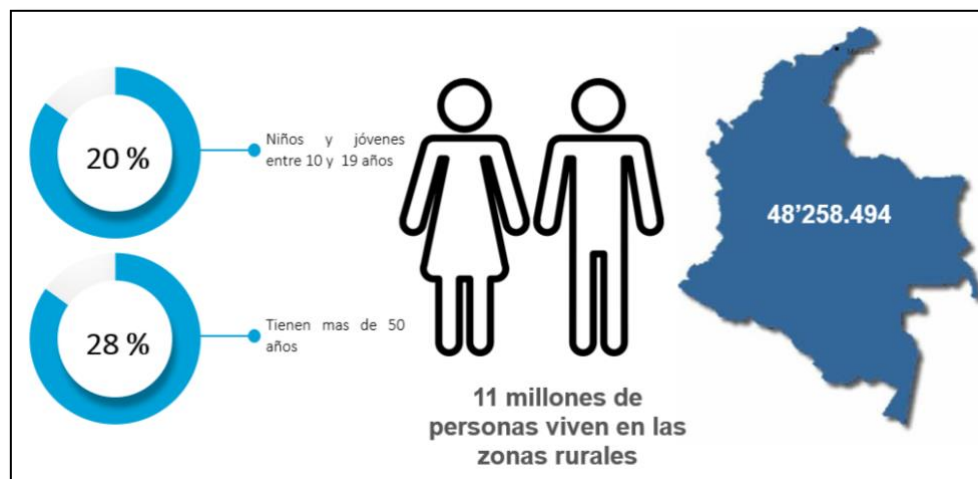 20 %
Niños y jóvenes
entre 10 y 19 años
28 %
Tienen mas de 50
años
11 millones de
personas viven en las
zonas rurales
48’258.494